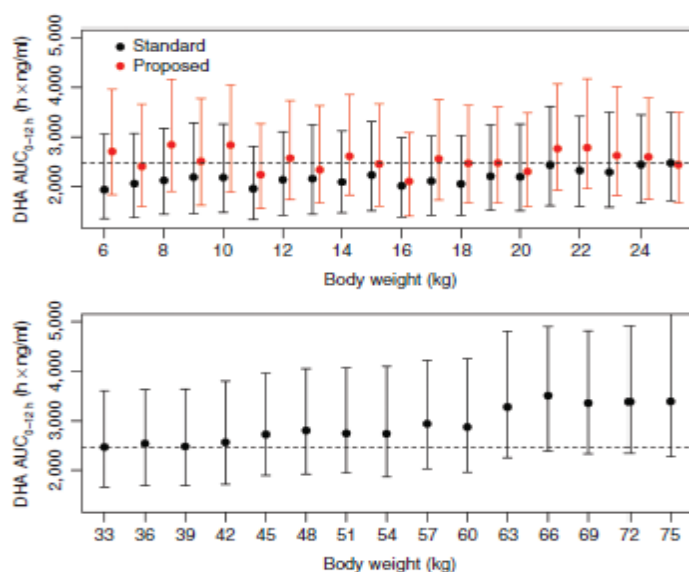 5,000
4,000
3,000
2,000
DHA AUC0–12 h (h × ng/ml)
Standard
Proposed
6 8 10 12 14 16 18 20 22 24
Body weight (kg)
5,000
4,000
3,000
2,000
DHA AUC0–12 h (h × ng/ml)
33 36 39 42 45 48 51 54 57 60 63 66 69 72 75
Body weight (kg)